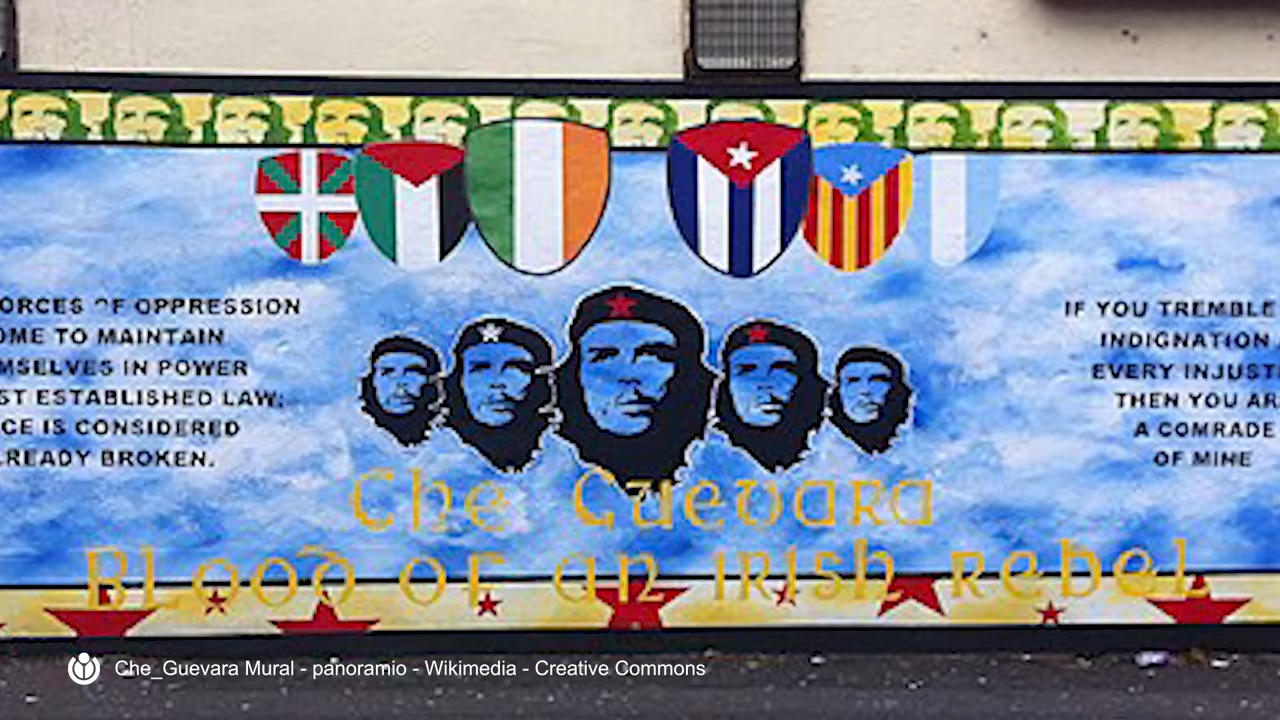 ORCES OF OPPRESSION
OME TO MAINTAIN
MSELVES IN POWER
ST ESTABLISHED LAW;
CE IS CONSIDERED
READY BROKEN.
IF YOU TREMBLE
INDIGNATION
EVERY INJUST
THEN YOU AR
A COMRADE
OF MINE
Che Guevara
Blood of an Irish rebel
Che_Guevara Mural - panoramio - Wikimedia - Creative Commons